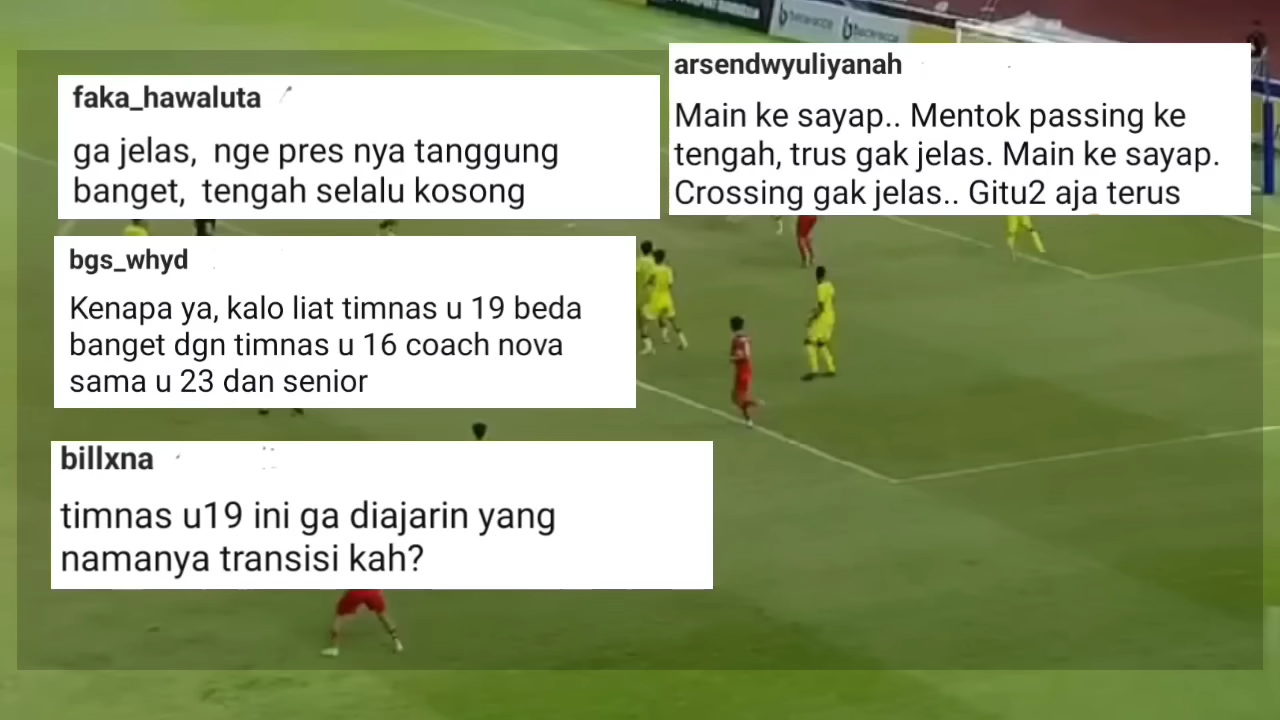 faka_hawaluta
ga jelas, nge pres nya tanggung
banget, tengah selalu kosong
arsendwyuliyanah
Main ke sayap.. Mentok passing ke
tengah, trus gak jelas. Main ke sayap.
Crossing gak jelas.. Gitu2 aja terus
bgs_whyd
Kenapa ya, kalo liat timnas u 19 beda
banget dgn timnas u 16 coach nova
sama u 23 dan senior
billxna
timnas u19 ini ga diajarin yang
namanya transisi kah?